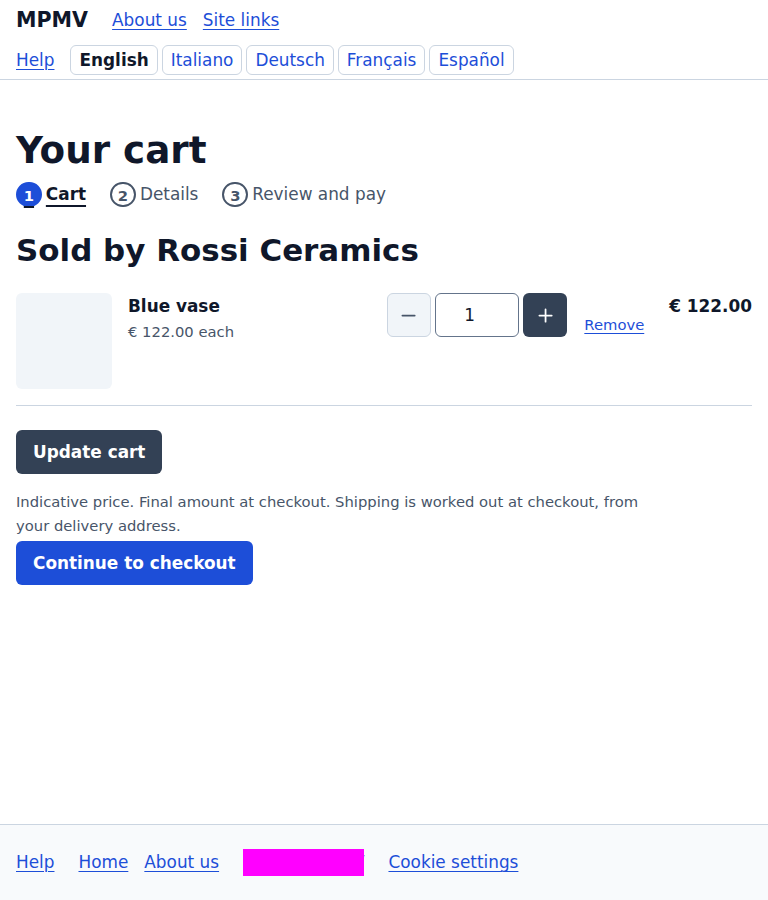 MPMV About us Site links
Help English Italiano Deutsch Français Español
Your cart
1 Cart 2 Details 3 Review and pay
Sold by Rossi Ceramics
Blue vase
€ 122.00 each
− 1 +
Remove
€ 122.00
Update cart
Indicative price. Final amount at checkout. Shipping is worked out at checkout, from
your delivery address.
Continue to checkout
Help Home About us Cookie settings